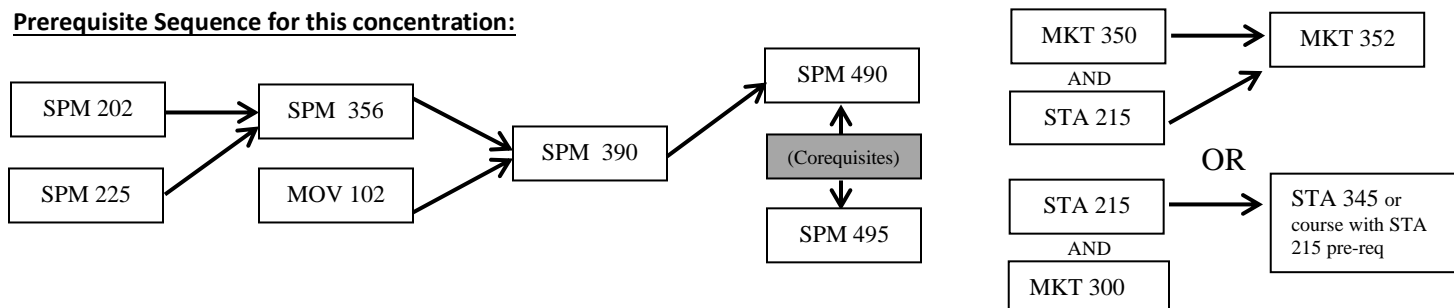 Prerequisite Sequence for this concentration:
SPM 202
SPM 225
SPM 356
MOV 102
SPM 390
SPM 490
(Corequisites)
SPM 495
MKT 350
AND
STA 215
MKT 352
OR
STA 215
AND
MKT 300
STA 345 or
course with STA
215 pre-req